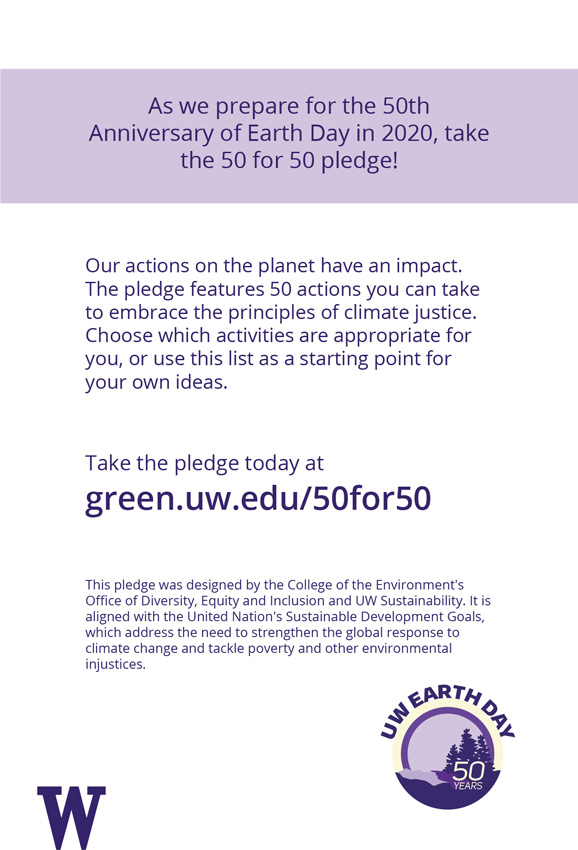 As we prepare for the 50th
Anniversary of Earth Day in 2020, take
the 50 for 50 pledge!
Our actions on the planet have an impact.
The pledge features 50 actions you can take
to embrace the principles of climate justice.
Choose which activities are appropriate for
you, or use this list as a starting point for
your own ideas.
Take the pledge today at
green.uw.edu/50for50
This pledge was designed by the College of the Environment's
Office of Diversity, Equity and Inclusion and UW Sustainability. It is
aligned with the United Nation's Sustainable Development Goals,
which address the need to strengthen the global response to
climate change and tackle poverty and other environmental
injustices.
UW EARTH DAY
50
YEARS
W